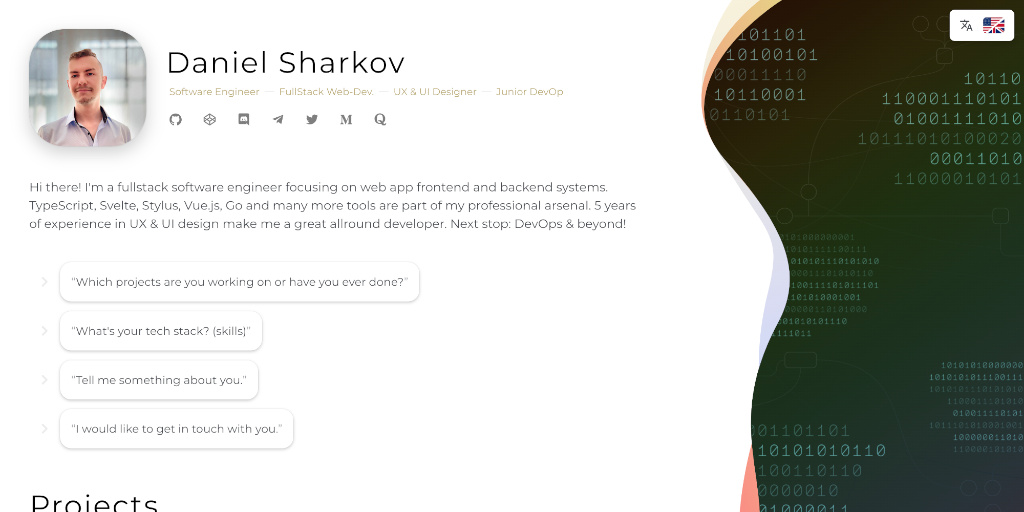 Daniel Sharkov
Software Engineer — FullStack Web-Dev. — UX & UI Designer — Junior DevOp
Hi there! I'm a fullstack software engineer focusing on web app frontend and backend systems.
TypeScript, Svelte, Stylus, Vue.js, Go and many more tools are part of my professional arsenal. 5 years
of experience in UX & UI design make me a great allround developer. Next stop: DevOps & beyond!
"Which projects are you working on or have you ever done?"
"What's your tech stack? (skills)"
"Tell me something about you."
"I would like to get in touch with you."
Projects
101101
10100101
00011110
10110001
0110101
10110
110001110101
01001111010
10111010100020
00011010
11000010101
001101101
10101010110
100110110
0000010